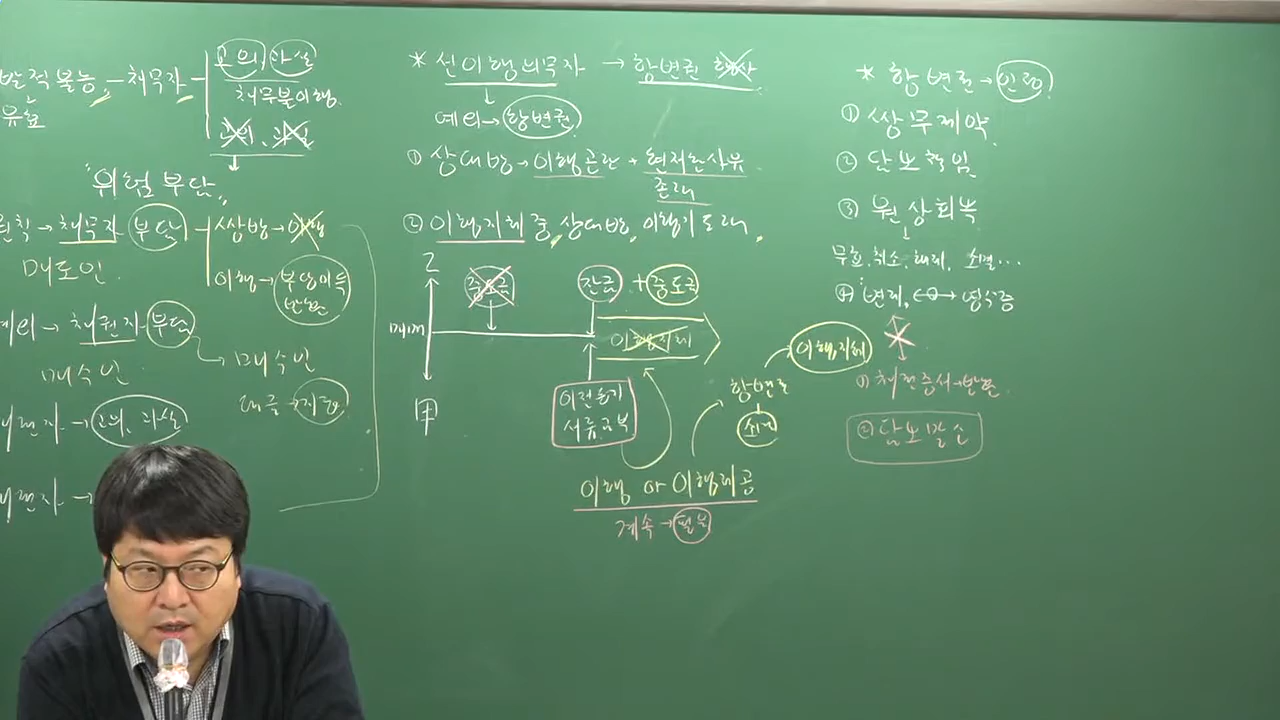 발적불능, - 채무자 - 고의, 과실
유효
채무불이행
고의, 과실
"위험부담"
원칙 → 채무자 부담 - 쌍방 → 이행
매도인
이행 → 부당이득 반환
예외 → 채권자 부담
매수인
매수인
대금 → 지급
고의, 과실
* 선이행의무자 → 항변권 행사
예외 → 항변권
① 상대방 → 이행곤란 + 현저한 사유
존재
② 이행지체 중, 상대방, 이행기 도래.
乙
중도금
잔금 + 중도금
매매
이행지체
甲
이전등기
서류교부
항변권
소멸
이행지체
이행 or 이행제공
계속 → 필요
* 항변권 → 인정?
① 쌍무계약
② 담보책임
③ 원상회복
무효, 취소, 해제, 소멸...
④ 변제, ↔ 영수증
① 채권증서 → 반환
② 담보말소